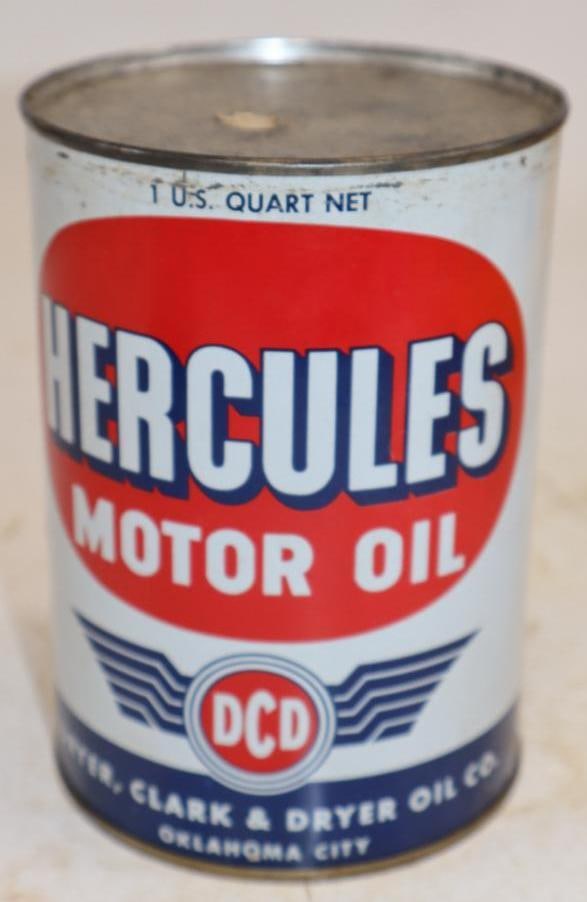 1 U.S. QUART NET
HERCULES
MOTOR OIL
DCD
CLARK & DRYER OIL CO.
OKLAHOMA CITY